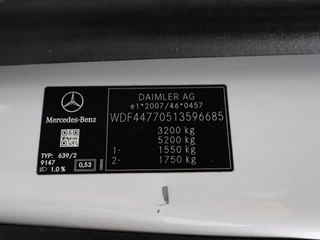 DAIMLER AG
e1*2007/46*0457
Mercedes-Benz
WDF44770513596685
3200 kg
5200 kg
1- 1550 kg
2- 1750 kg
TYP: 639/2
9147
1.0 %
0,53